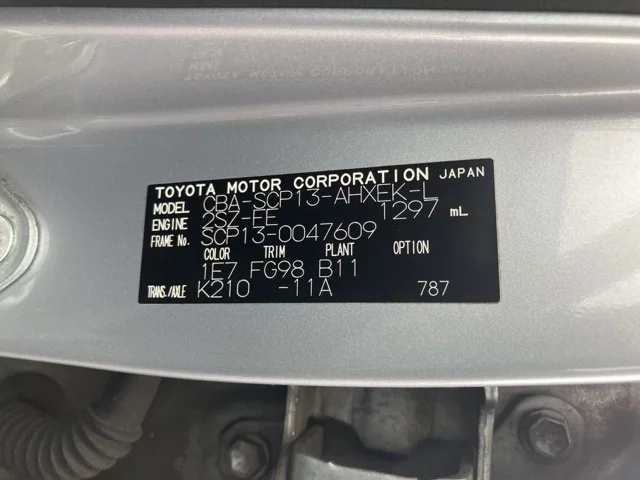 TOYOTA MOTOR CORPORATION JAPAN
MODEL CBA-SCP13-AHXEK-L
ENGINE 2SZ-FE 1297 mL
FRAME No. SCP13-0047609
COLOR TRIM PLANT OPTION
1E7 FG98 B11
TRANS./AXLE K210 -11A 787